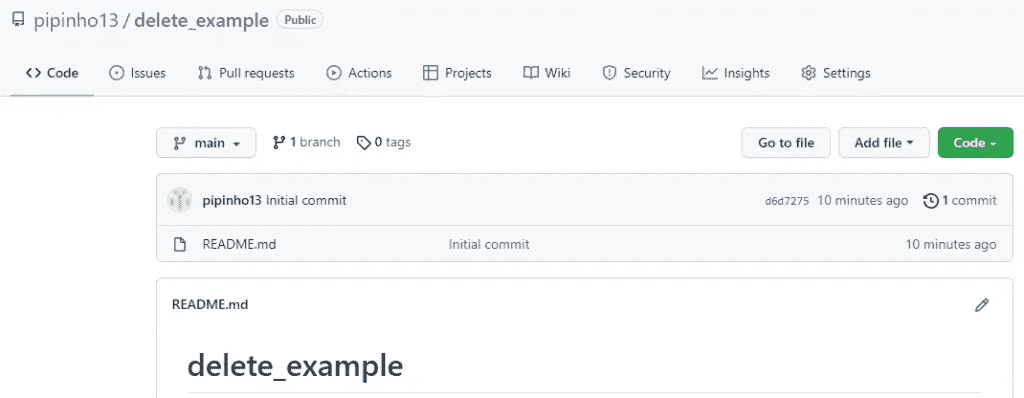 pipinho13 / delete_example Public
Code Issues Pull requests Actions Projects Wiki Security Insights Settings
main 1 branch 0 tags Go to file Add file Code
pipinho13 Initial commit d6d7275 10 minutes ago 1 commit
README.md Initial commit 10 minutes ago
README.md
delete_example